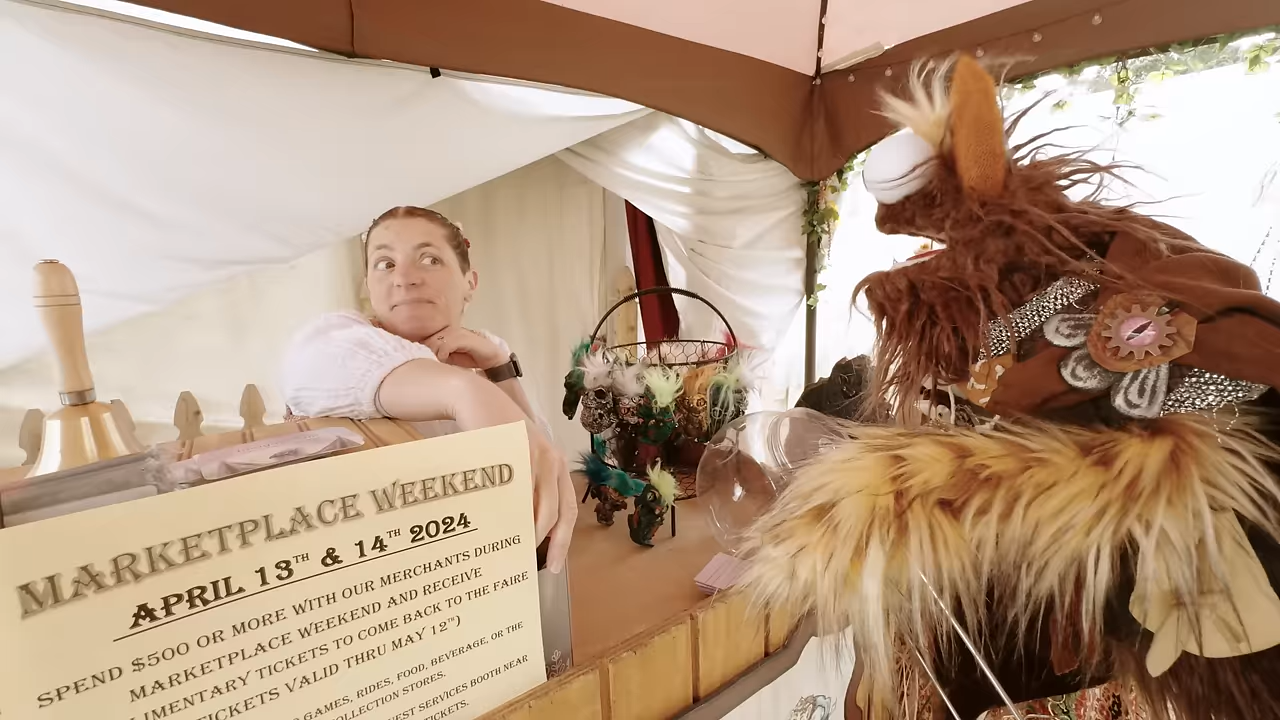 MARKETPLACE WEEKEND
APRIL 13TH & 14TH 2024
SPEND $500 OR MORE WITH OUR MERCHANTS DURING
MARKETPLACE WEEKEND AND RECEIVE
LIMENTARY TICKETS TO COME BACK TO THE FAIRE
TICKETS VALID THRU MAY 12TH)
GAMES, RIDES, FOOD, BEVERAGE, OR THE
COLLECTION STORES.
EST SERVICES BOOTH NEAR
TICKETS.